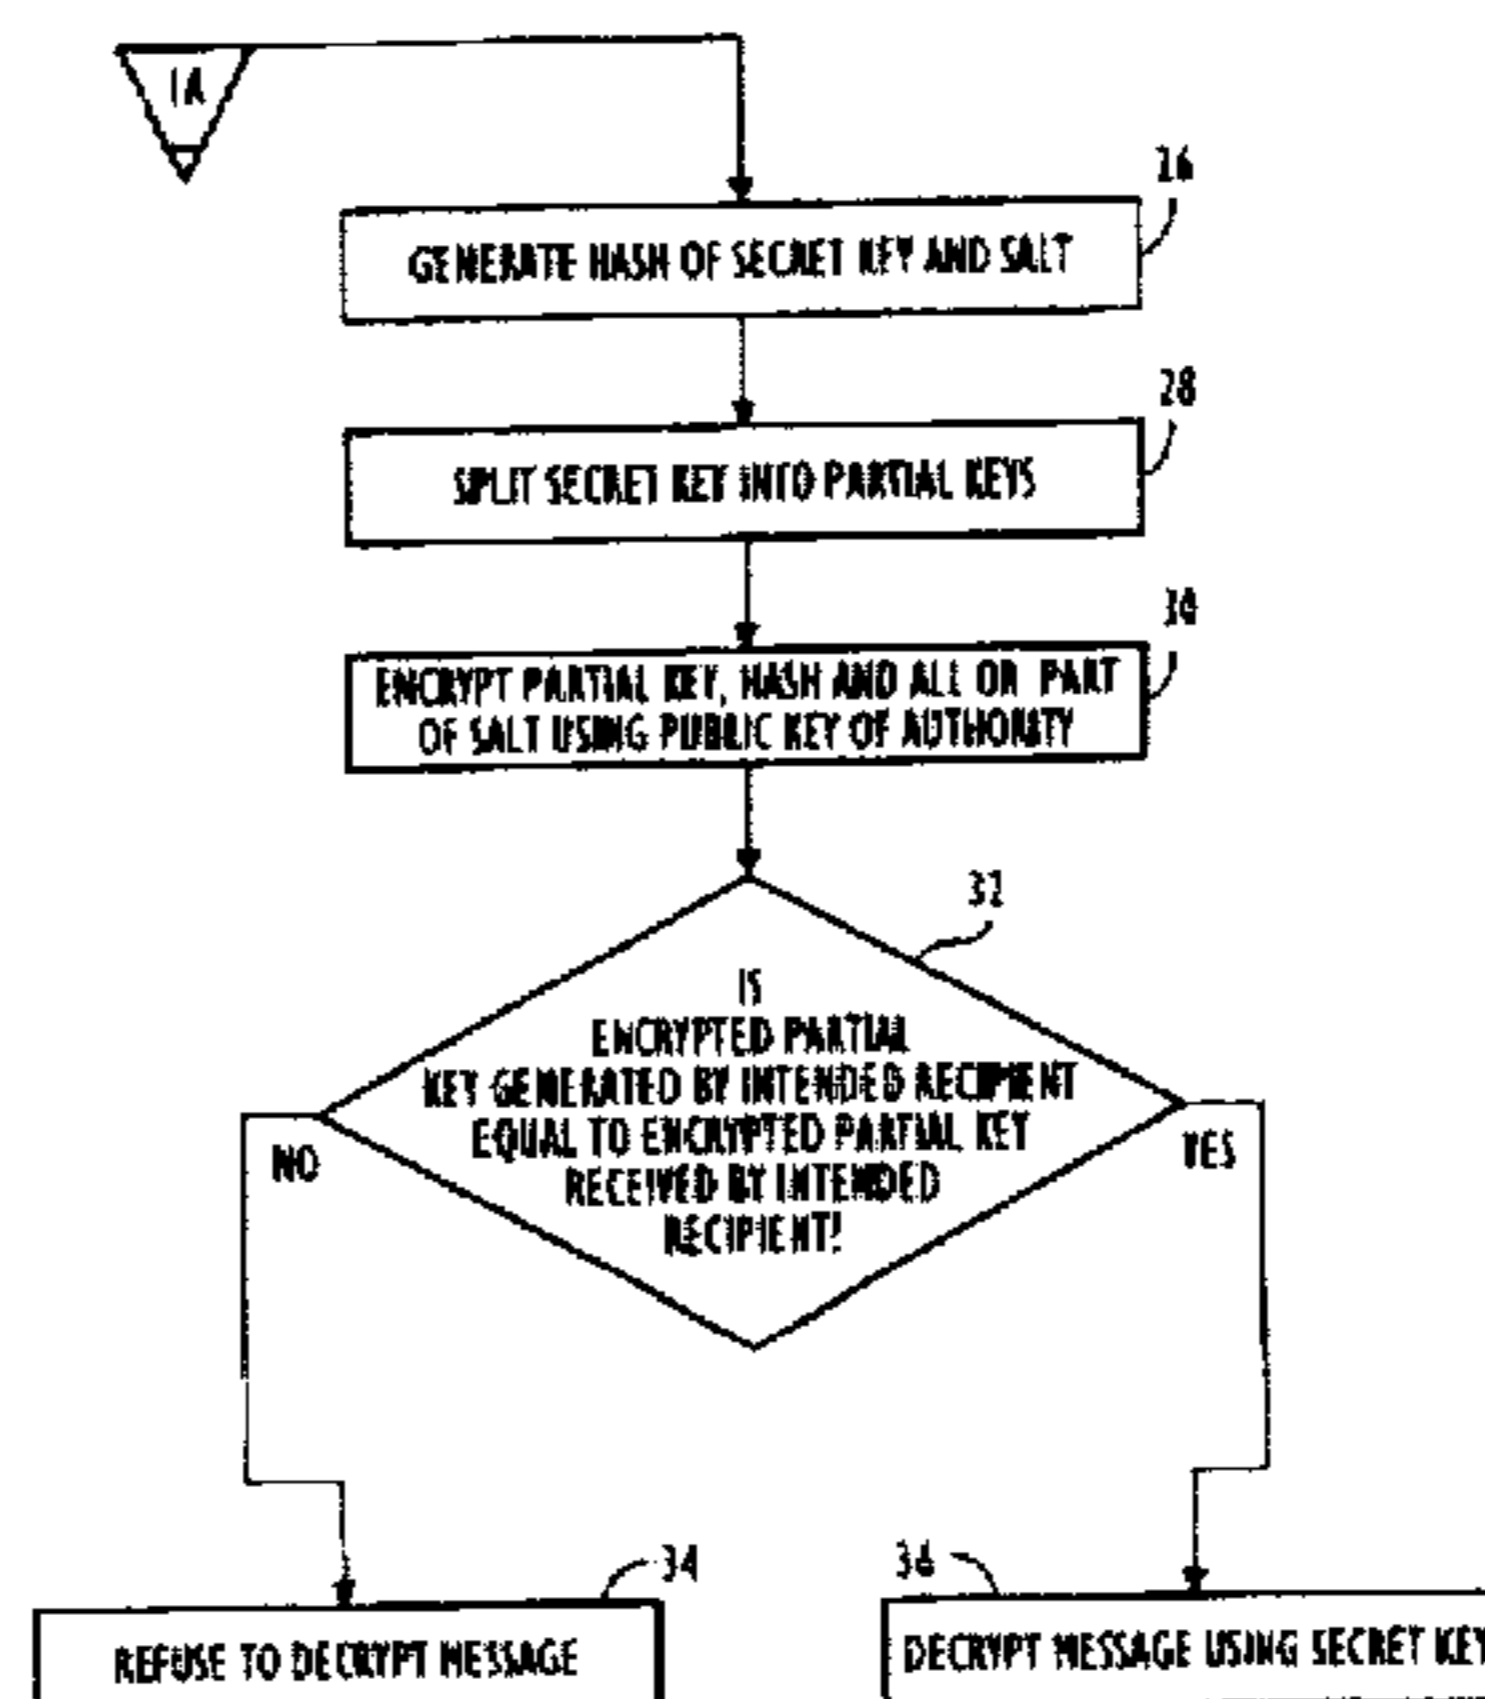 1A
26
GENERATE HASH OF SECRET KEY AND SALT
28
SPLIT SECRET KEY INTO PARTIAL KEYS
30
ENCRYPT PARTIAL KEY, HASH AND ALL OR PART
OF SALT USING PUBLIC KEY OF AUTHORITY
32
IS
ENCRYPTED PARTIAL
KEY GENERATED BY INTENDED RECIPIENT
EQUAL TO ENCRYPTED PARTIAL KEY
RECEIVED BY INTENDED
RECIPIENT?
NO
YES
34
36
REFUSE TO DECRYPT MESSAGE
DECRYPT MESSAGE USING SECRET KEY